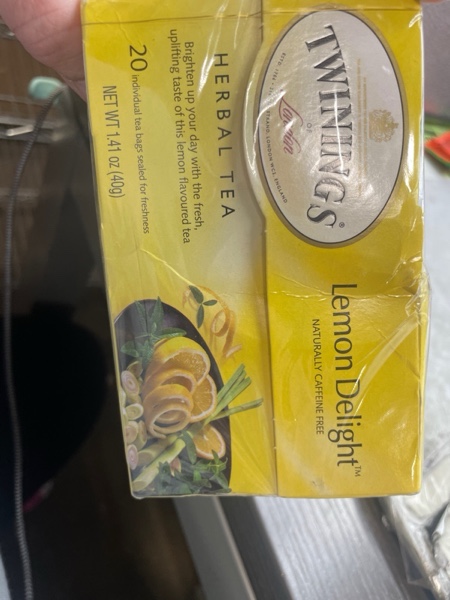 TWININGS®
OF
London
Lemon Delight™
NATURALLY CAFFEINE FREE
HERBAL TEA
Brighten up your day with the fresh,
uplifting taste of this lemon flavoured tea
20 individual tea bags sealed for freshness
NET WT 1.41 oz (40g)